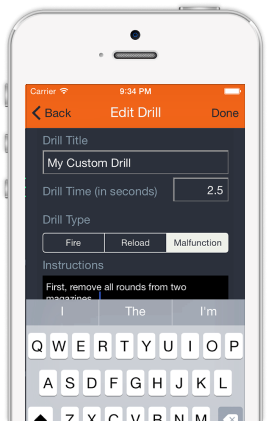 Carrier 9:34 PM
Back Edit Drill Done
Drill Title
My Custom Drill
Drill Time (in seconds) 2.5
Drill Type
Fire Reload Malfunction
Instructions
First, remove all rounds from two
magazines.
I The I'm
Q W E R T Y U I O P
A S D F G H J K L
Z X C V B N M